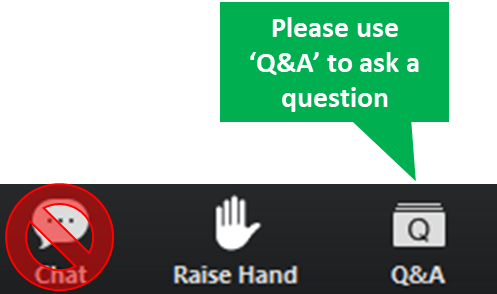 Please use
‘Q&A’ to ask a
question
Chat
Raise Hand
Q&A
Q